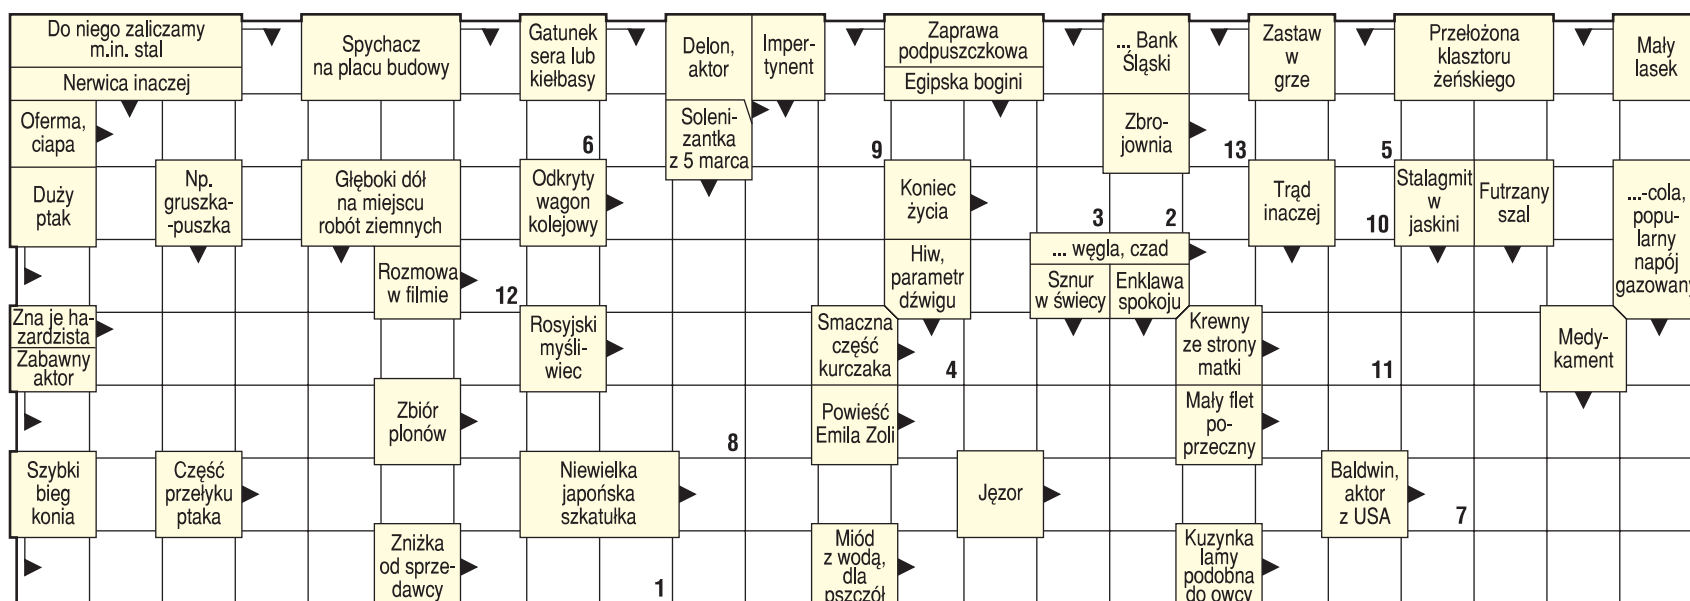 Do niego zaliczamy
m.in. stal
Nerwica inaczej
Spychacz
na placu budowy
Gatunek
sera lub
kiełbasy
Delon,
aktor
Imper-
tynent
Zaprawa
podpuszczkowa
Egipska bogini
... Bank
Śląski
Zastaw
w
grze
Przełożona
klasztoru
żeńskiego
Mały
lasek
Oferma,
ciapa
6
Soleni-
zantka
z 5 marca
9
Zbro-
jownia
13
5
Duży
ptak
Np.
gruszka-
-puszka
Głęboki dół
na miejscu
robót ziemnych
Odkryty
wagon
kolejowy
Koniec
życia
3
2
Trąd
inaczej
10
Stalagmit
w
jaskini
Futrzany
szal
...-cola,
popu-
larny
napój
gazowany
Rozmowa
w filmie
12
Hiw,
parametr
dźwigu
... węgla, czad
Sznur
w świecy
Enklawa
spokoju
Zna je ha-
zardzista
Zabawny
aktor
Rosyjski
myśli-
wiec
Smaczna
część
kurczaka
4
Krewny
ze strony
matki
11
Medy-
kament
Zbiór
plonów
8
Powieść
Emila Zoli
Mały flet
po-
przeczny
Szybki
bieg
konia
Część
przełyku
ptaka
Niewielka
japońska
szkatułka
Jęzor
Baldwin,
aktor
z USA
7
Zniżka
od sprze-
dawcy
1
Miód
z wodą,
dla
pszczół
Kuzynka
lamy
podobna
do owcy